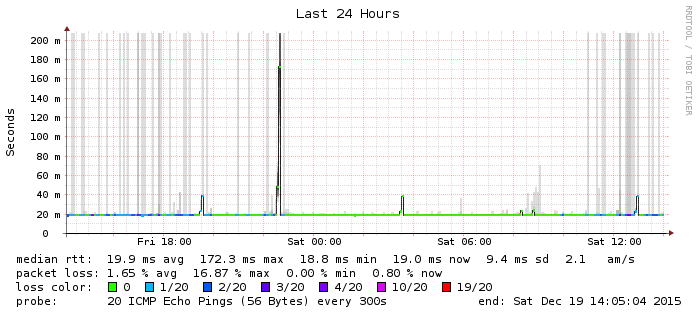 Last 24 Hours
RRDTOOL / TOBI OETIKER
Seconds
200 m
180 m
160 m
140 m
120 m
100 m
80 m
60 m
40 m
20 m
0
Fri 18:00 Sat 00:00 Sat 06:00 Sat 12:00
median rtt: 19.9 ms avg 172.3 ms max 18.8 ms min 19.0 ms now 9.4 ms sd 2.1 am/s
packet loss: 1.65 % avg 16.87 % max 0.00 % min 0.80 % now
loss color: 0 1/20 2/20 3/20 4/20 10/20 19/20
probe: 20 ICMP Echo Pings (56 Bytes) every 300s end: Sat Dec 19 14:05:04 2015